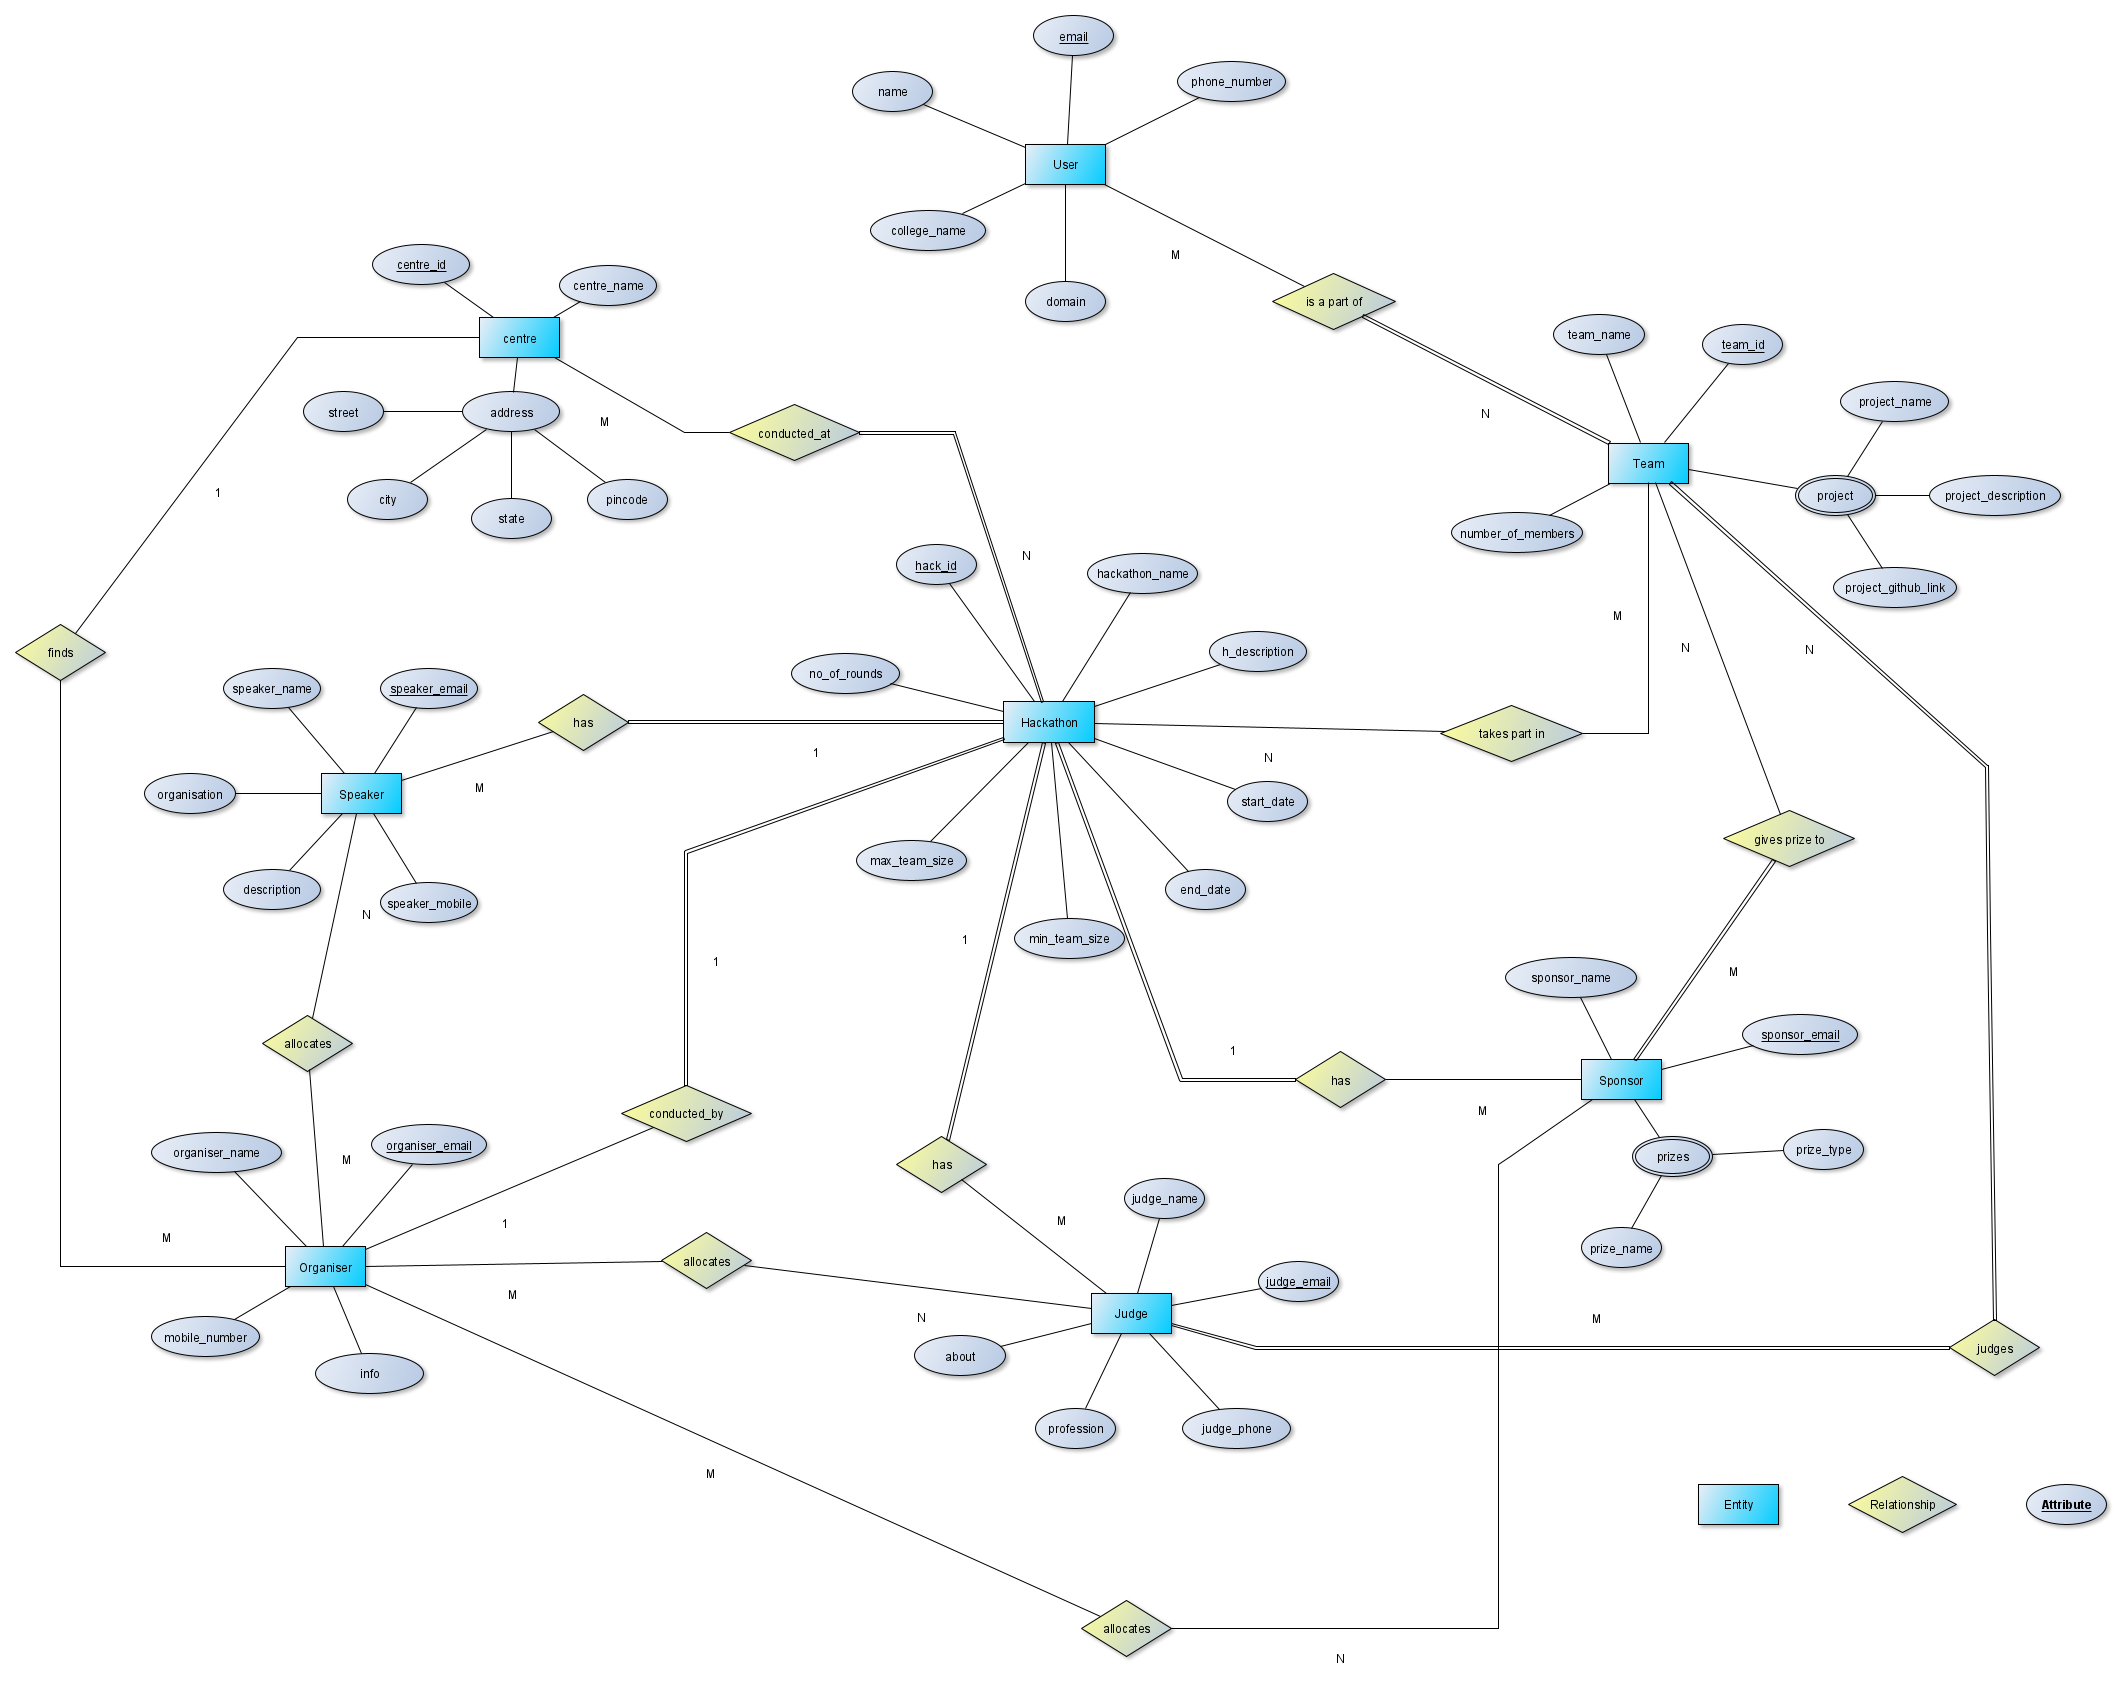 email
phone_number
name
User
college_name
domain
M
is a part of
N
centre_id
centre_name
centre
address
street
city
state
pincode
M
conducted_at
N
1
finds
M
team_name
team_id
Team
number_of_members
project_name
project
project_description
project_github_link
M
N
N
hack_id
hackathon_name
no_of_rounds
h_description
Hackathon
takes part in
N
start_date
end_date
min_team_size
max_team_size
speaker_name
speaker_email
has
1
M
organisation
Speaker
description
speaker_mobile
N
allocates
M
1
conducted_by
1
1
has
M
gives prize to
M
sponsor_name
sponsor_email
1
has
M
Sponsor
prizes
prize_type
prize_name
organiser_name
organiser_email
Organiser
mobile_number
info
M
allocates
N
judge_name
judge_email
Judge
about
profession
judge_phone
M
judges
M
allocates
N
Entity
Relationship
Attribute